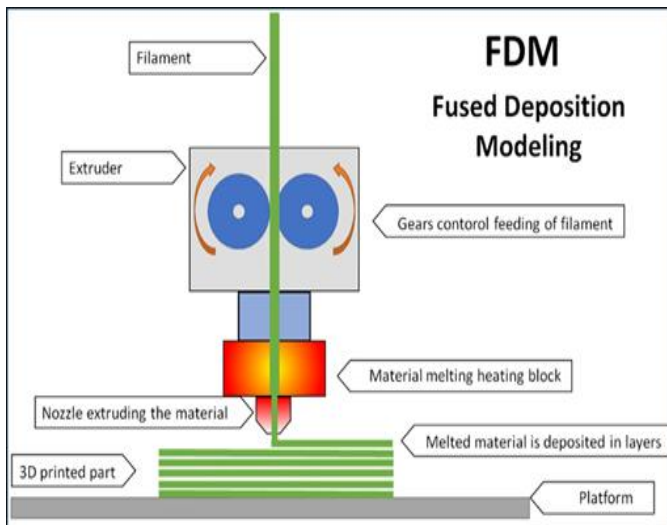 FDM
Fused Deposition
Modeling
Filament
Extruder
Gears contorol feeding of filament
Material melting heating block
Nozzle extruding the material
Melted material is deposited in layers
3D printed part
Platform